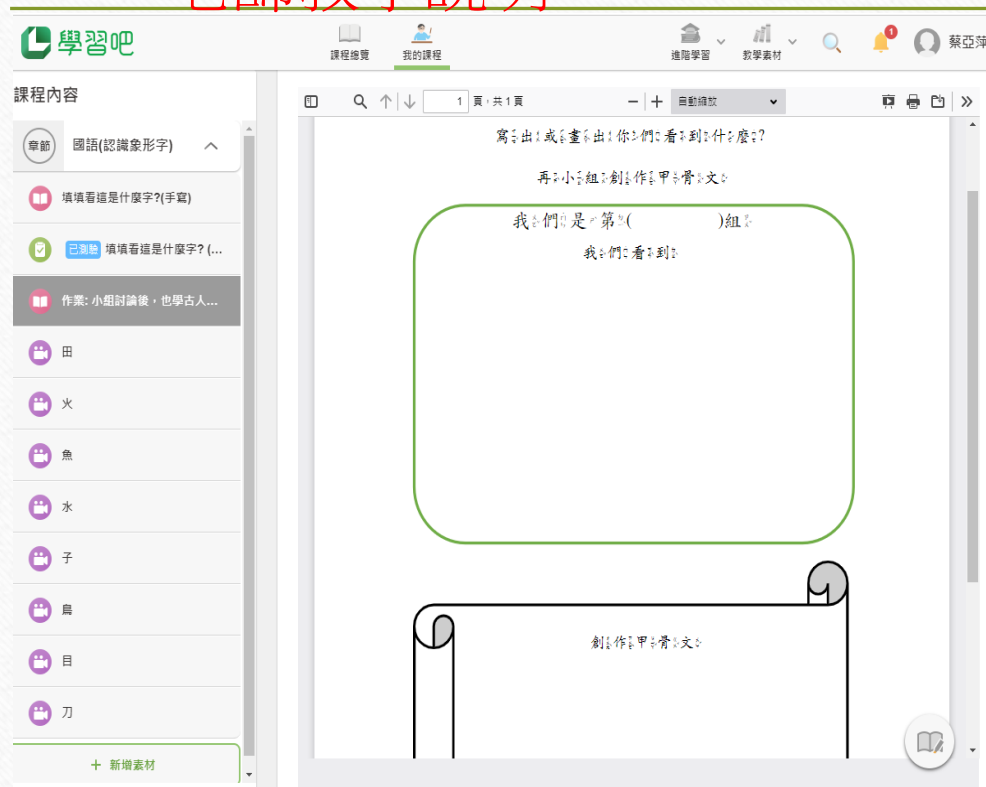 學習吧
課程總覽
我的課程
進階學習
教學素材
1
蔡亞萍
課程內容
章節
國語(認識象形字)
填填看這是什麼字?(手寫)
已測驗 填填看這是什麼字? (...
作業: 小組討論後，也學古人...
田
火
魚
水
子
鳥
目
刀
＋ 新增素材
1 頁，共 1 頁
自動縮放
寫出或畫出你們看到什麼?
再小組創作甲骨文
我們是第( )組
我們看到
創作甲骨文